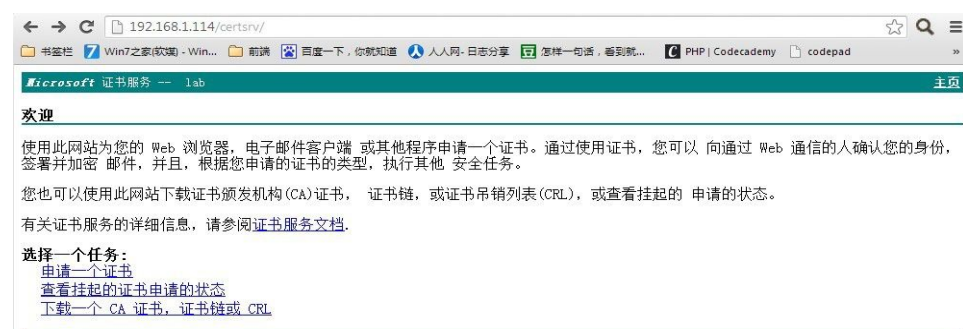 192.168.1.114/certsrv/
书签栏 Win7之家(软媒) - Win... 前端 百度一下，你就知道 人人网- 日志分享 怎样一句话，看到就... PHP | Codecademy codepad »
Microsoft 证书服务 -- lab 主页
欢迎
使用此网站为您的 Web 浏览器，电子邮件客户端 或其他程序申请一个证书。通过使用证书，您可以 向通过 Web 通信的人确认您的身份，
签署并加密 邮件，并且，根据您申请的证书的类型，执行其他 安全任务。
您也可以使用此网站下载证书颁发机构(CA)证书， 证书链，或证书吊销列表(CRL)，或查看挂起的 申请的状态。
有关证书服务的详细信息，请参阅证书服务文档.
选择一个任务:
申请一个证书
查看挂起的证书申请的状态
下载一个 CA 证书，证书链或 CRL